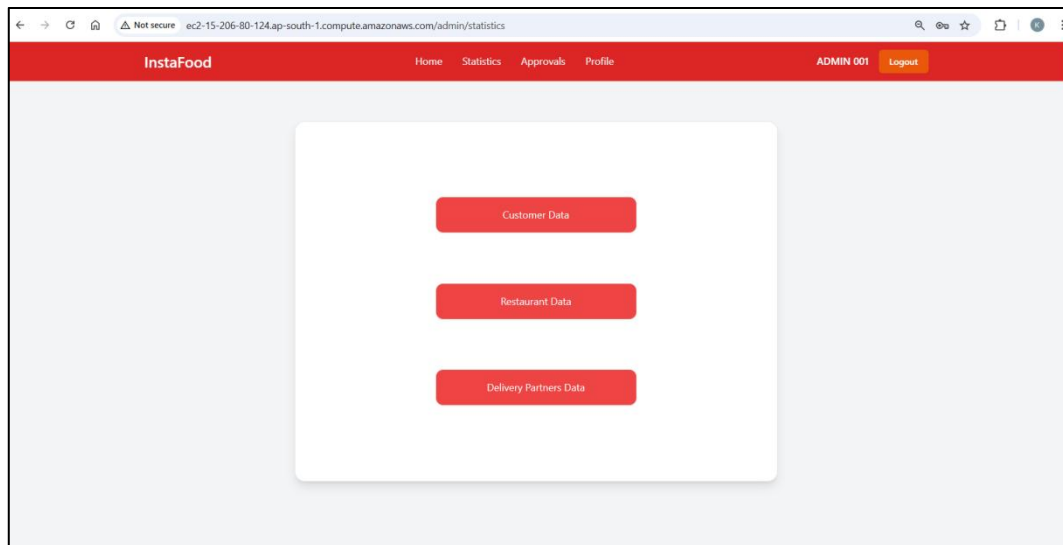 Not secure ec2-15-206-80-124.ap-south-1.compute.amazonaws.com/admin/statistics
K
InstaFood Home Statistics Approvals Profile ADMIN 001 Logout
Customer Data
Restaurant Data
Delivery Partners Data